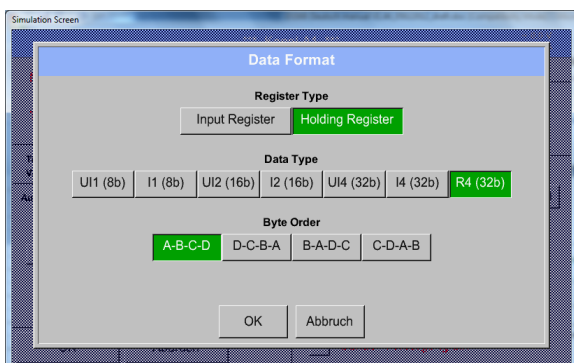 Simulation Screen
Data Format
Register Type
Input Register Holding Register
Data Type
UI1 (8b) I1 (8b) UI2 (16b) I2 (16b) UI4 (32b) I4 (32b) R4 (32b)
Byte Order
A-B-C-D D-C-B-A B-A-D-C C-D-A-B
OK Abbruch